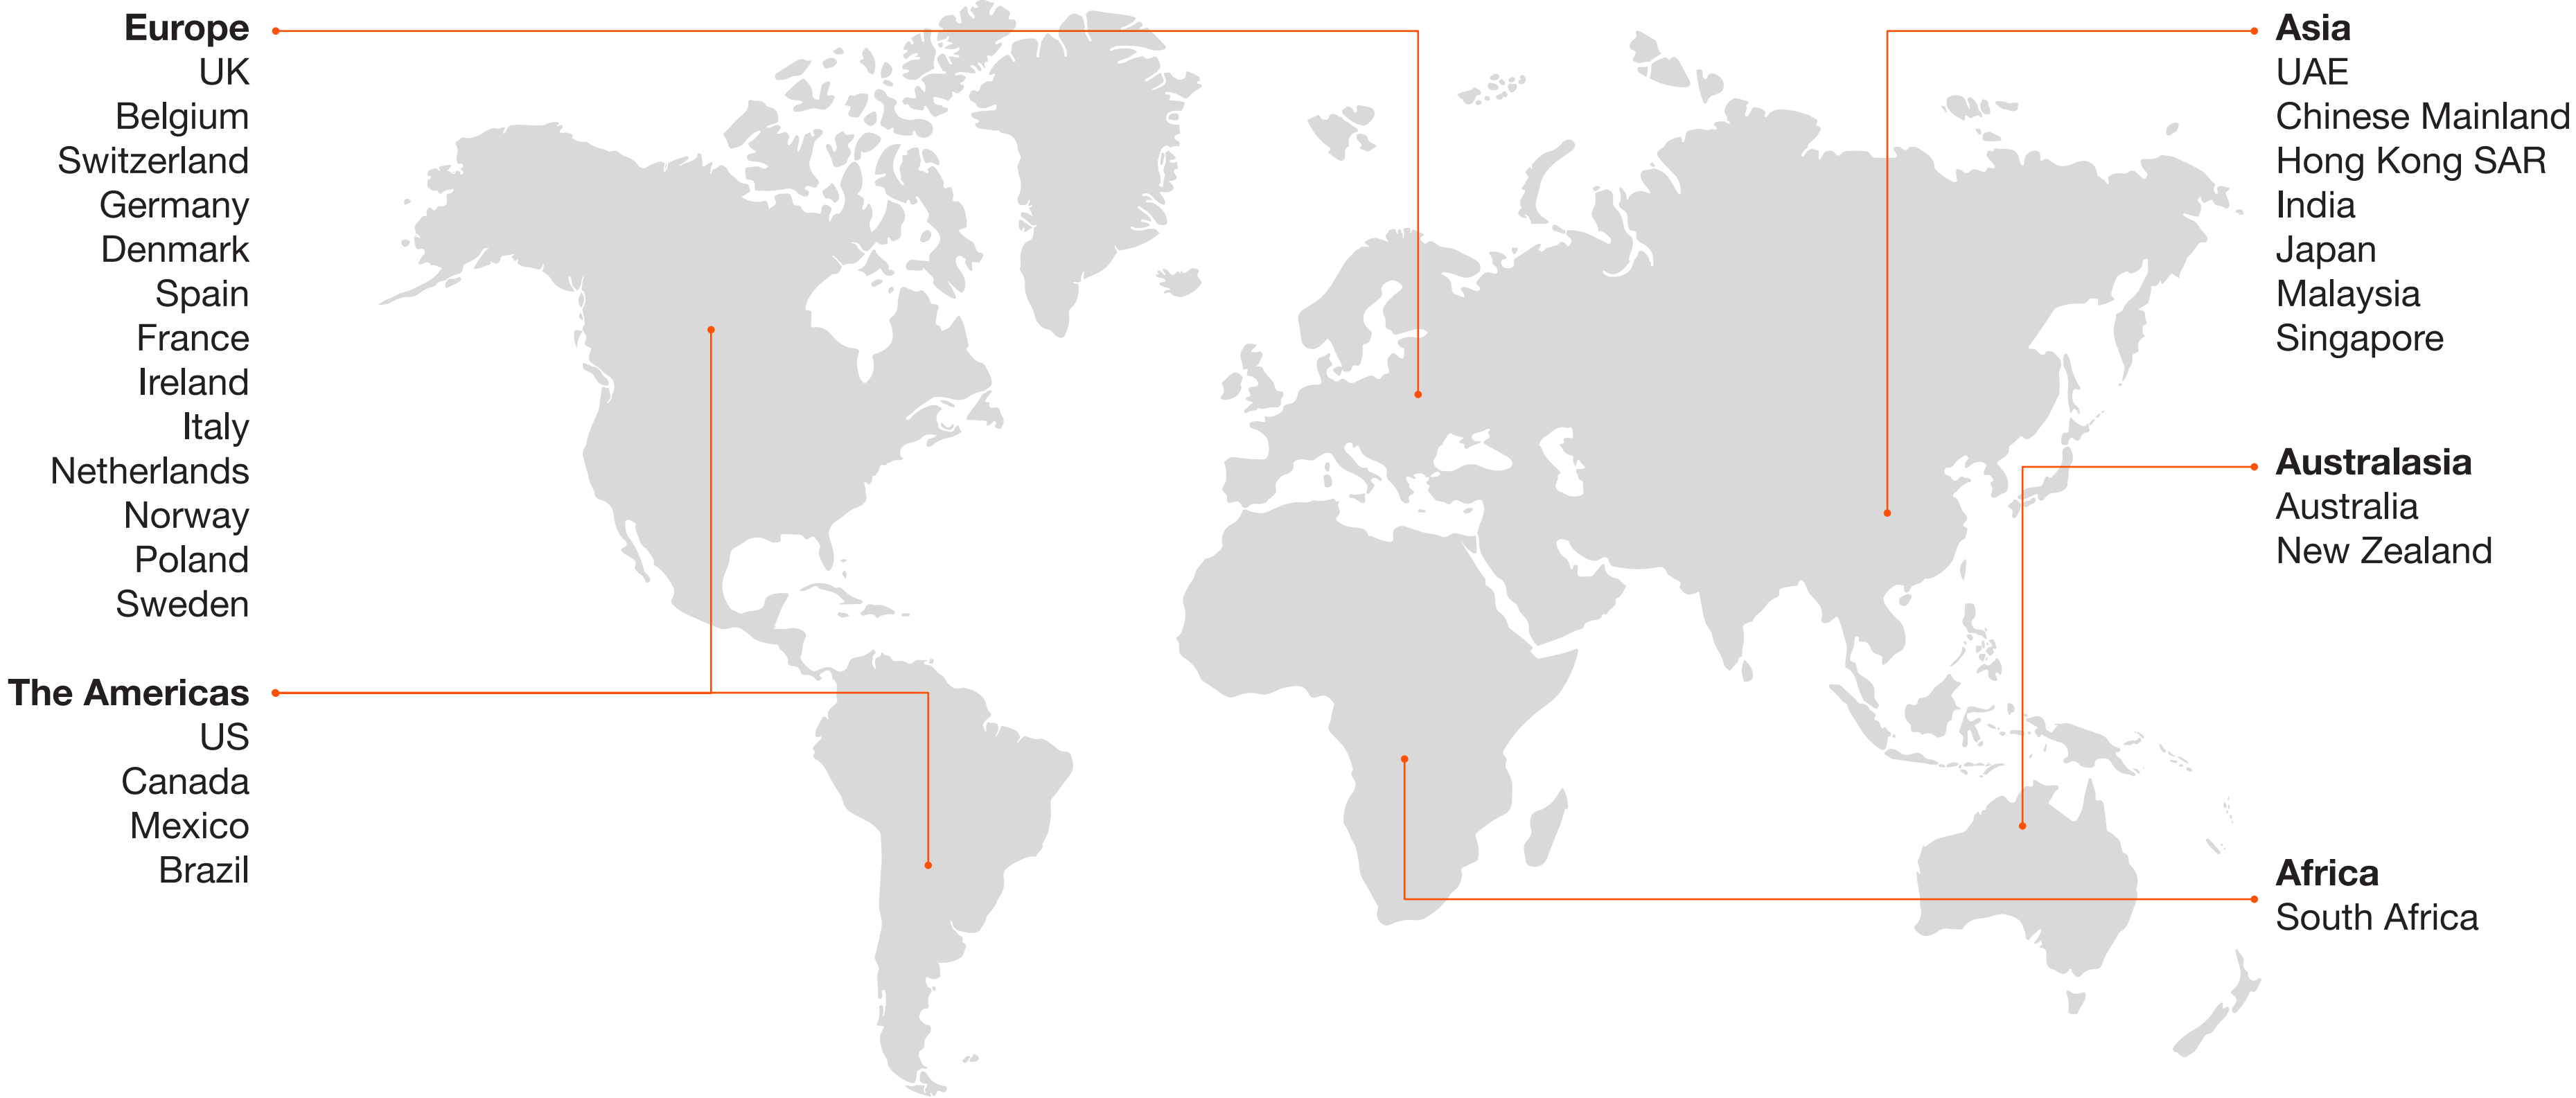 Europe
UK
Belgium
Switzerland
Germany
Denmark
Spain
France
Ireland
Italy
Netherlands
Norway
Poland
Sweden
The Americas
US
Canada
Mexico
Brazil
Asia
UAE
Chinese Mainland
Hong Kong SAR
India
Japan
Malaysia
Singapore
Australasia
Australia
New Zealand
Africa
South Africa